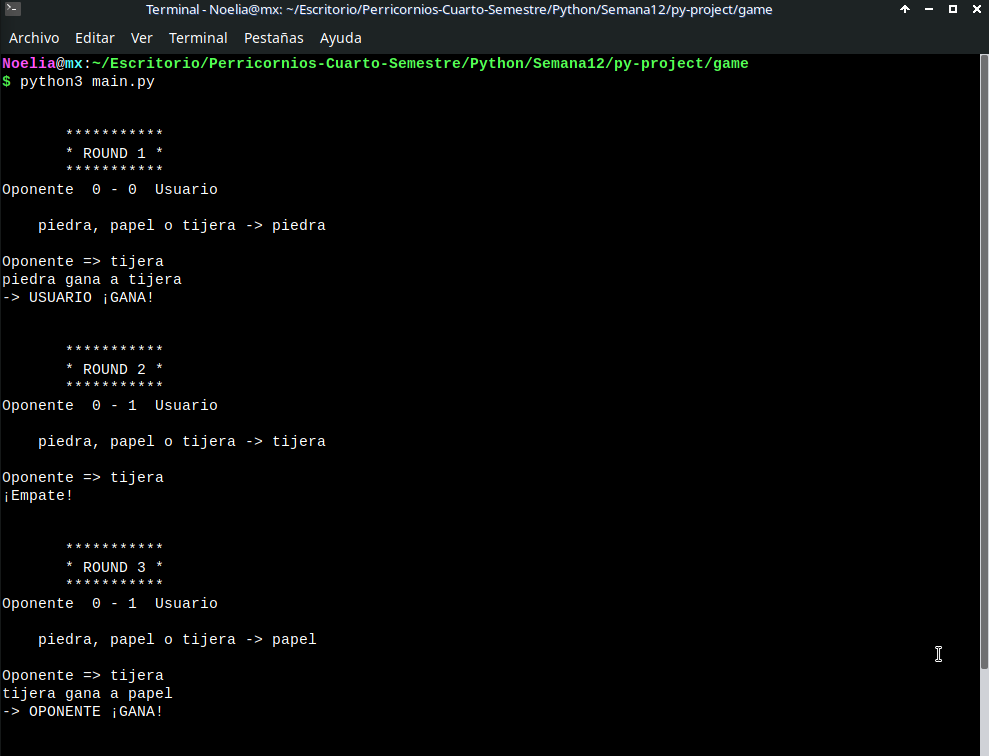 Terminal - Noelia@mx: ~/Escritorio/Perricornios-Cuarto-Semestre/Python/Semana12/py-project/game
Archivo Editar Ver Terminal Pestañas Ayuda
Noelia@mx:~/Escritorio/Perricornios-Cuarto-Semestre/Python/Semana12/py-project/game
$ python3 main.py
***********
* ROUND 1 *
***********
Oponente  0 - 0  Usuario
piedra, papel o tijera -> piedra
Oponente => tijera
piedra gana a tijera
-> USUARIO ¡GANA!
***********
* ROUND 2 *
***********
Oponente  0 - 1  Usuario
piedra, papel o tijera -> tijera
Oponente => tijera
¡Empate!
***********
* ROUND 3 *
***********
Oponente  0 - 1  Usuario
piedra, papel o tijera -> papel
Oponente => tijera
tijera gana a papel
-> OPONENTE ¡GANA!